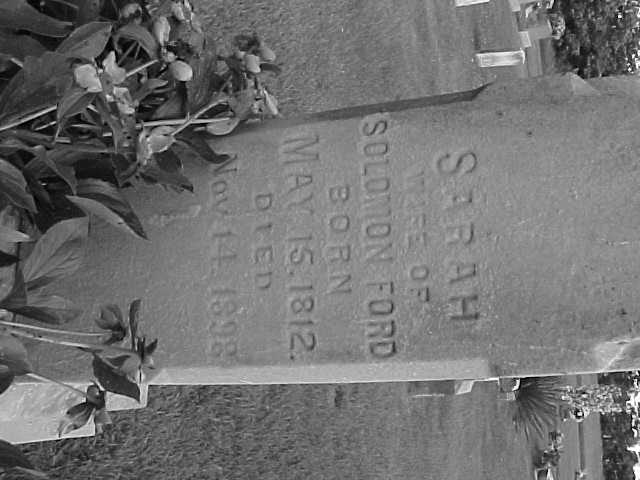 SARAH
WIFE OF
SOLOMON FORD
BORN
MAY. 15. 1812.
DIED
NOV. 14. 1898